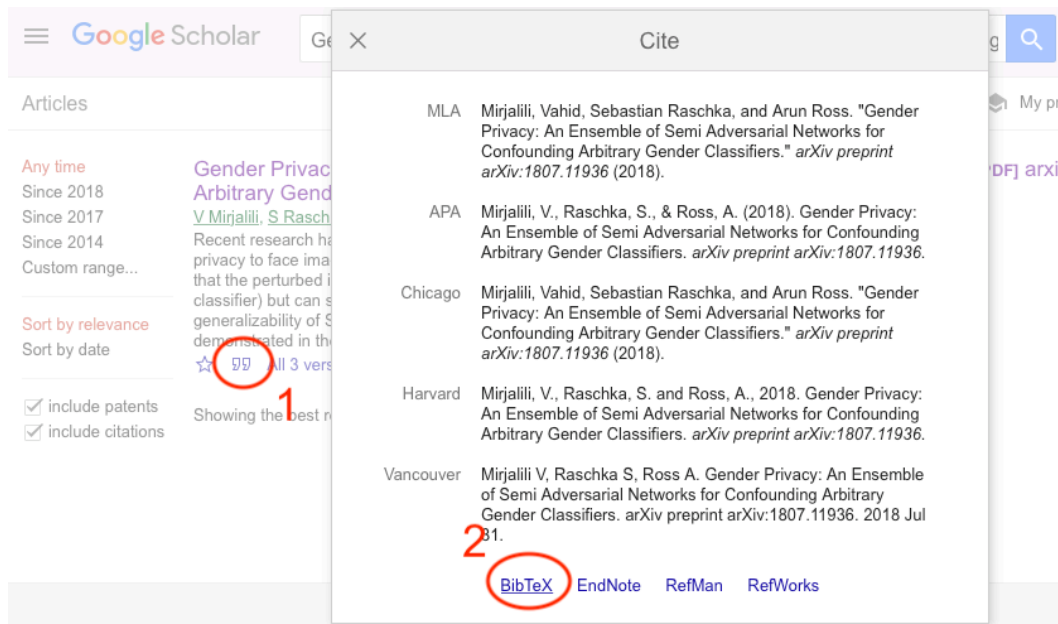 Google Scholar
Ge
g
Articles
My pr
Any time
Since 2018
Since 2017
Since 2014
Custom range...
Sort by relevance
Sort by date
include patents
include citations
Gender Privac
Arbitrary Gend
V Mirjalili, S Rasch
Recent research ha
privacy to face ima
that the perturbed i
classifier) but can s
generalizability of S
demonstrated in the
All 3 vers
1
Showing the best r
PDF] arxi
Cite
MLA Mirjalili, Vahid, Sebastian Raschka, and Arun Ross. "Gender
Privacy: An Ensemble of Semi Adversarial Networks for
Confounding Arbitrary Gender Classifiers." arXiv preprint
arXiv:1807.11936 (2018).
APA Mirjalili, V., Raschka, S., & Ross, A. (2018). Gender Privacy:
An Ensemble of Semi Adversarial Networks for Confounding
Arbitrary Gender Classifiers. arXiv preprint arXiv:1807.11936.
Chicago Mirjalili, Vahid, Sebastian Raschka, and Arun Ross. "Gender
Privacy: An Ensemble of Semi Adversarial Networks for
Confounding Arbitrary Gender Classifiers." arXiv preprint
arXiv:1807.11936 (2018).
Harvard Mirjalili, V., Raschka, S. and Ross, A., 2018. Gender Privacy:
An Ensemble of Semi Adversarial Networks for Confounding
Arbitrary Gender Classifiers. arXiv preprint arXiv:1807.11936.
Vancouver Mirjalili V, Raschka S, Ross A. Gender Privacy: An Ensemble
of Semi Adversarial Networks for Confounding Arbitrary
Gender Classifiers. arXiv preprint arXiv:1807.11936. 2018 Jul
31.
2
BibTeX EndNote RefMan RefWorks